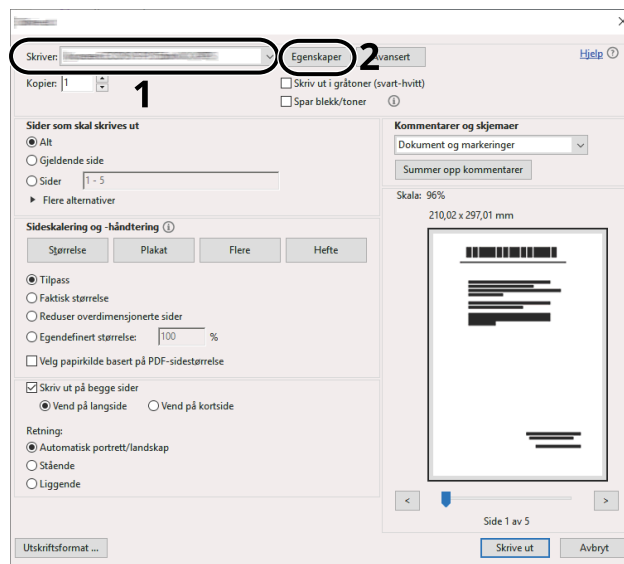 Skriver:
Egenskaper
2
Avansert
Hjelp
Kopier: 1
1
Skriv ut i gråtoner (svart-hvitt)
Spar blekk/toner
Sider som skal skrives ut
Alt
Gjeldende side
Sider 1 - 5
Flere alternativer
Sideskalering og -håndtering
Størrelse Plakat Flere Hefte
Tilpass
Faktisk størrelse
Reduser overdimensjonerte sider
Egendefinert størrelse: 100 %
Velg papirkilde basert på PDF-sidestørrelse
Skriv ut på begge sider
Vend på langside Vend på kortside
Retning:
Automatisk portrett/landskap
Stående
Liggende
Kommentarer og skjemaer
Dokument og markeringer
Summer opp kommentarer
Skala: 96%
210,02 x 297,01 mm
< >
Side 1 av 5
Utskriftsformat ... Skrive ut Avbryt